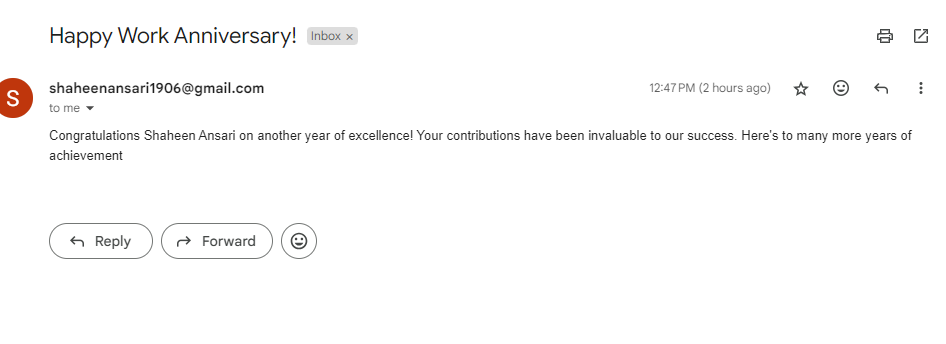 Happy Work Anniversary!
Inbox ×
S
shaheenansari1906@gmail.com
12:47 PM (2 hours ago)
to me
Congratulations Shaheen Ansari on another year of excellence! Your contributions have been invaluable to our success. Here's to many more years of
achievement
Reply
Forward